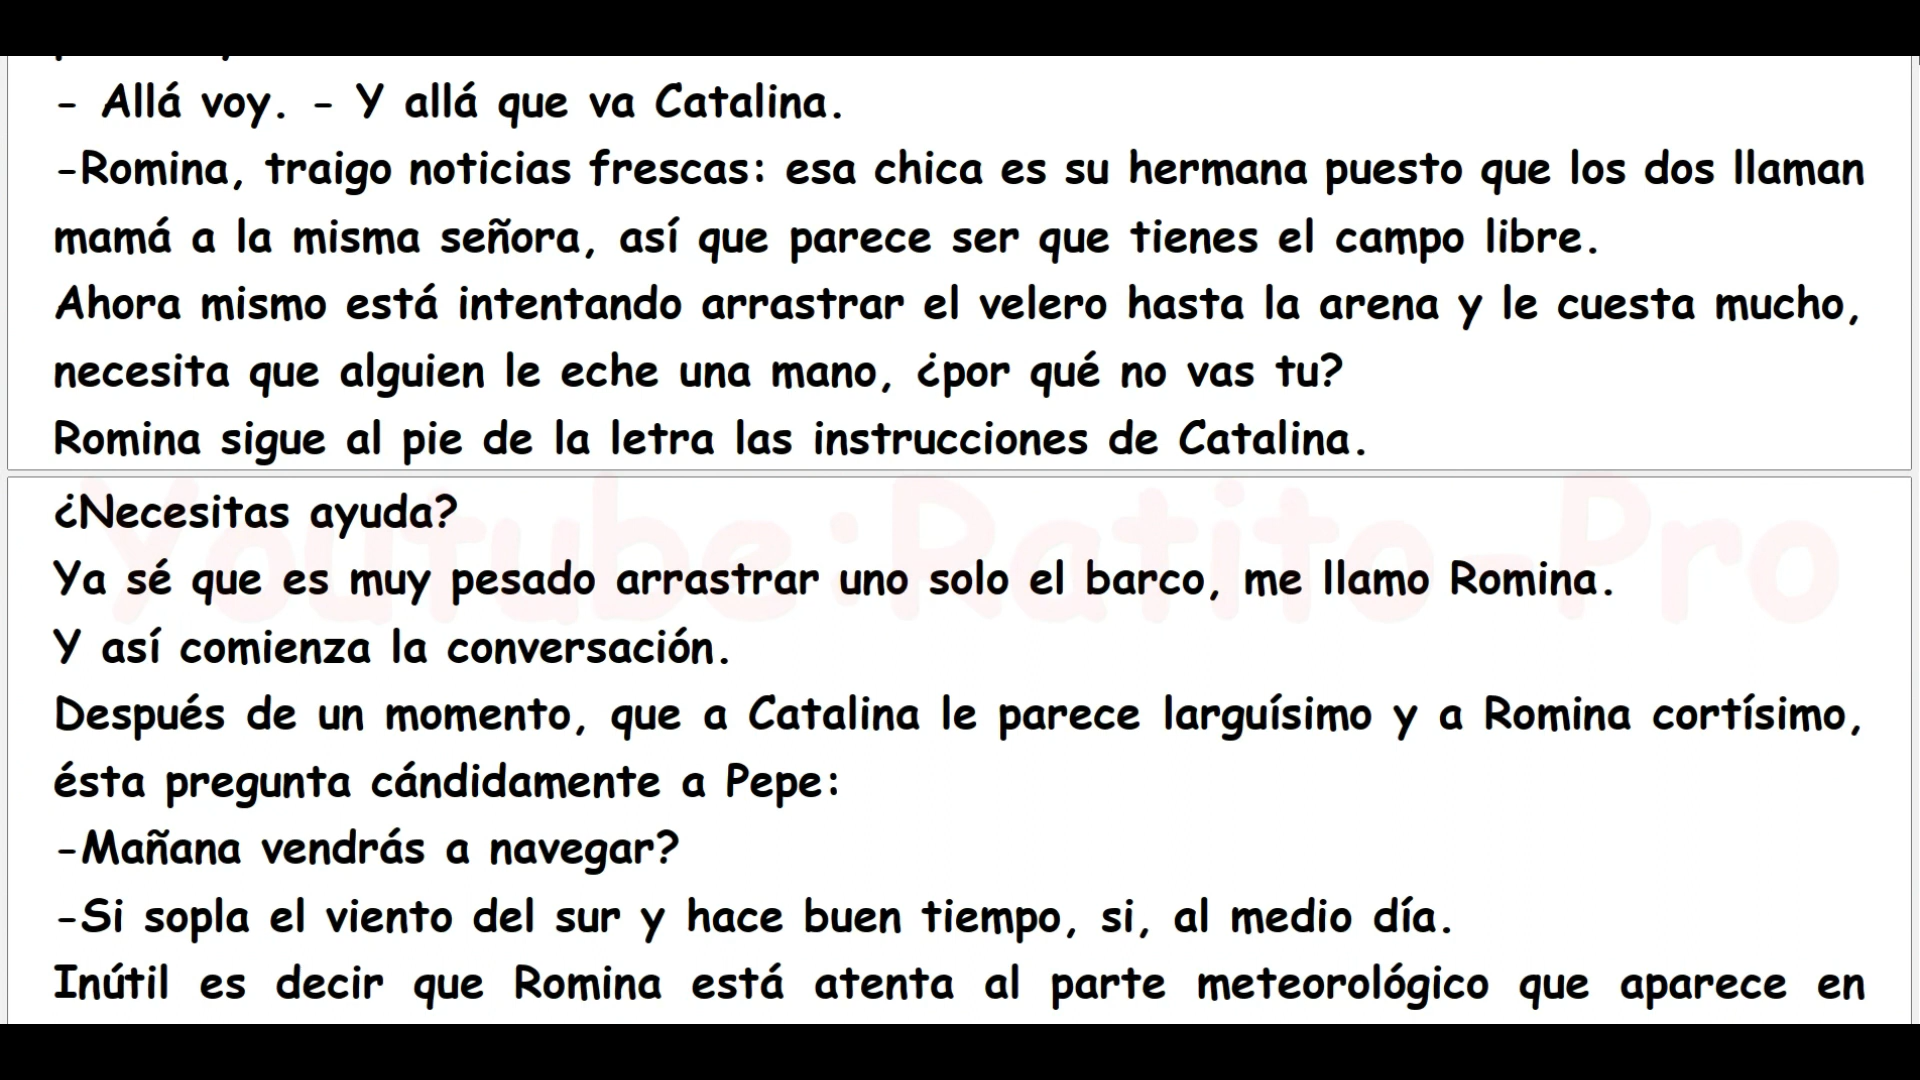 - Allá voy. - Y allá que va Catalina.
-Romina, traigo noticias frescas: esa chica es su hermana puesto que los dos llaman
mamá a la misma señora, así que parece ser que tienes el campo libre.
Ahora mismo está intentando arrastrar el velero hasta la arena y le cuesta mucho,
necesita que alguien le eche una mano, ¿por qué no vas tu?
Romina sigue al pie de la letra las instrucciones de Catalina.
¿Necesitas ayuda?
Youtube:Ratito-Pro
Ya sé que es muy pesado arrastrar uno solo el barco, me llamo Romina.
Y así comienza la conversación.
Después de un momento, que a Catalina le parece larguísimo y a Romina cortísimo,
ésta pregunta cándidamente a Pepe:
-Mañana vendrás a navegar?
-Si sopla el viento del sur y hace buen tiempo, si, al medio día.
Inútil es decir que Romina está atenta al parte meteorológico que aparece en